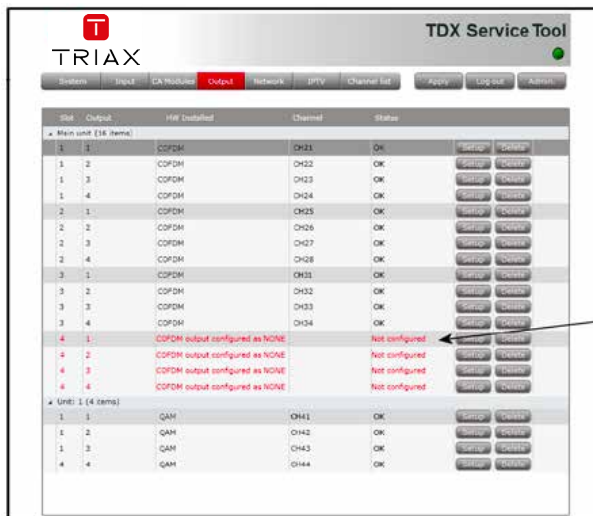 TRIAX
TDX Service Tool
System Input CA Modules Output Network IPTV Channel list Apply Log out Admin.
Slot Output HW Installed Channel Status
Main unit (16 items)
1 1 COFDM CH21 OK Setup Delete
1 2 COFDM CH22 OK Setup Delete
1 3 COFDM CH23 OK Setup Delete
1 4 COFDM CH24 OK Setup Delete
2 1 COFDM CH25 OK Setup Delete
2 2 COFDM CH26 OK Setup Delete
2 3 COFDM CH27 OK Setup Delete
2 4 COFDM CH28 OK Setup Delete
3 1 COFDM CH31 OK Setup Delete
3 2 COFDM CH32 OK Setup Delete
3 3 COFDM CH33 OK Setup Delete
3 4 COFDM CH34 OK Setup Delete
4 1 COFDM output configured as NONE Not configured Setup Delete
4 2 COFDM output configured as NONE Not configured Setup Delete
4 3 COFDM output configured as NONE Not configured Setup Delete
4 4 COFDM output configured as NONE Not configured Setup Delete
Unit: 1 (4 items)
1 1 QAM CH41 OK Setup Delete
1 2 QAM CH42 OK Setup Delete
1 3 QAM CH43 OK Setup Delete
4 4 QAM CH44 OK Setup Delete